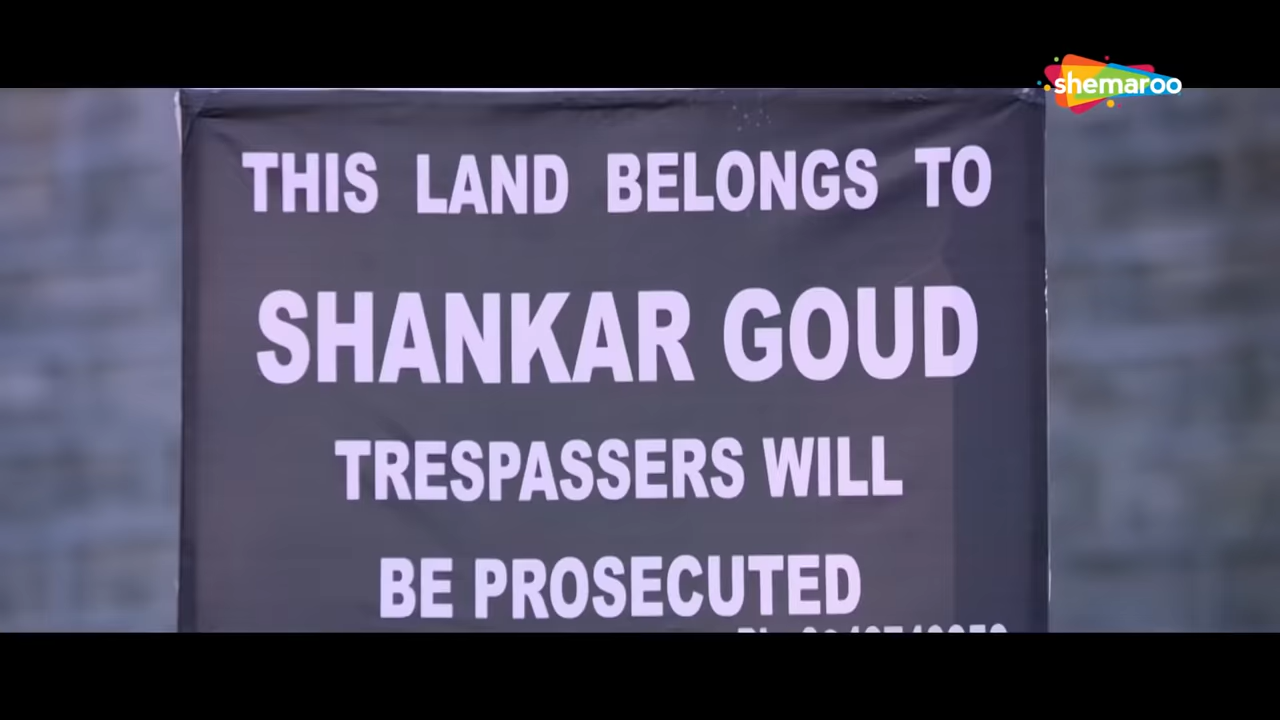 shemaroo
THIS LAND BELONGS TO
SHANKAR GOUD
TRESPASSERS WILL
BE PROSECUTED